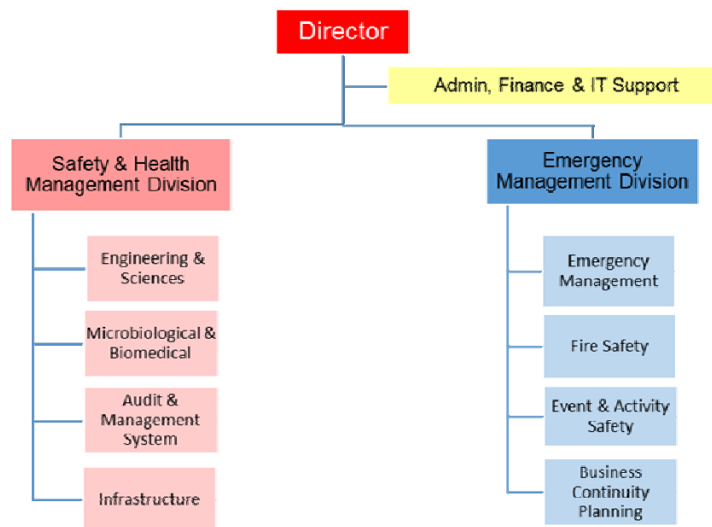 Director
Admin, Finance & IT Support
Safety & Health
Management Division
Emergency
Management Division
Engineering &
Sciences
Microbiological &
Biomedical
Audit &
Management
System
Infrastructure
Emergency
Management
Fire Safety
Event & Activity
Safety
Business
Continuity
Planning